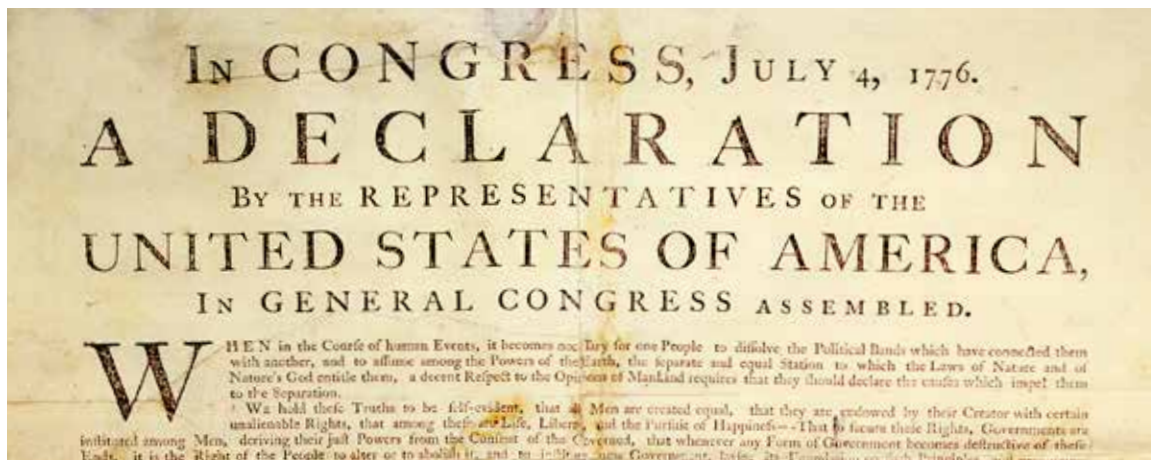 IN CONGRESS, JULY 4, 1776.
A DECLARATION
BY THE REPRESENTATIVES OF THE
UNITED STATES OF AMERICA,
IN GENERAL CONGRESS ASSEMBLED.
WHEN in the Courſe of human Events, it becomes neceſſary for one People to diſſolve the Political Bands which have connected them
with another, and to aſſume among the Powers of the Earth, the ſeparate and equal Station to which the Laws of Nature and of
Nature's God entitle them, a decent Reſpect to the Opinions of Mankind requires that they ſhould declare the cauſes which impel them
to the Separation.
We hold theſe Truths to be ſelf-evident, that all Men are created equal, that they are endowed by their Creator with certain
unalienable Rights, that among theſe are Life, Liberty, and the Purſuit of Happineſs--That to ſecure theſe Rights, Governments are
inſtituted among Men, deriving their juſt Powers from the Conſent of the Governed, that whenever any Form of Government becomes deſtructive of theſe
Ends, it is the Right of the People to alter or to aboliſh it, and to inſtitute new Government, laying its Foundation on ſuch Principles